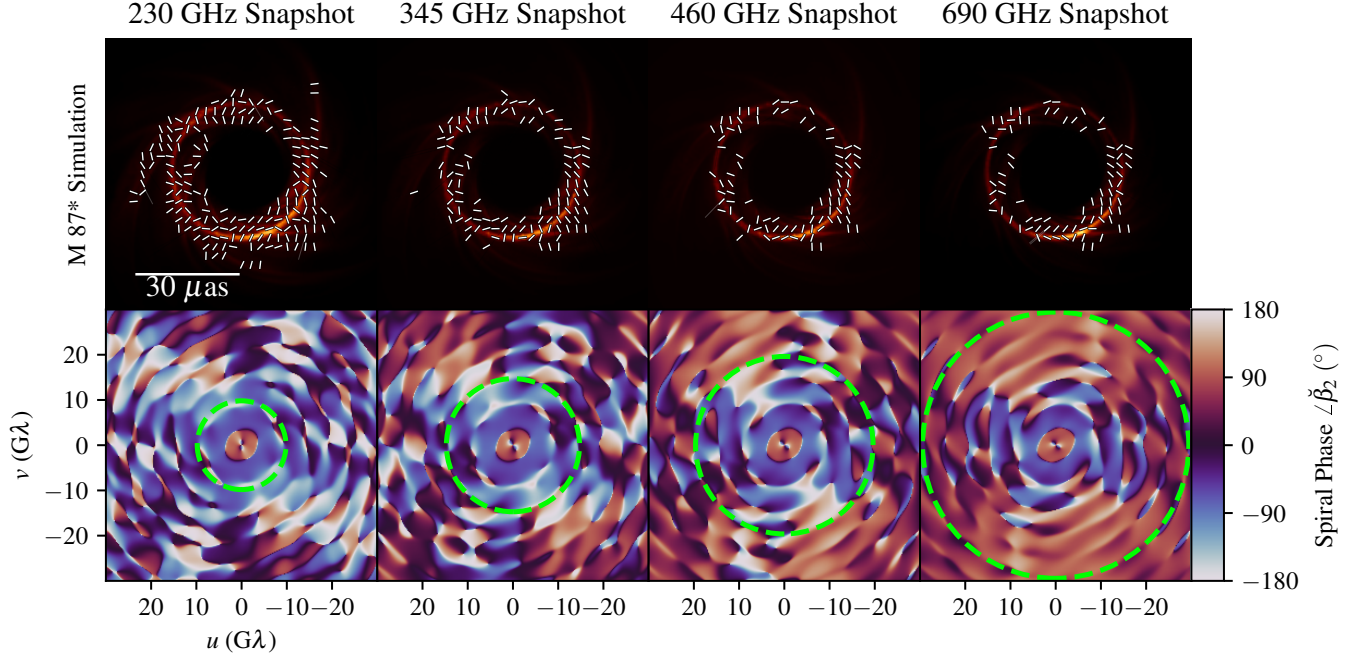 230 GHz Snapshot 345 GHz Snapshot 460 GHz Snapshot 690 GHz Snapshot
M 87* Simulation
30 μas
v (Gλ)
20
10
0
−10
−20
20 10 0 −10 −20 20 10 0 −10 −20 20 10 0 −10 −20 20 10 0 −10 −20
u (Gλ)
180
90
0
−90
−180
Spiral Phase ∠β̆₂ (°)